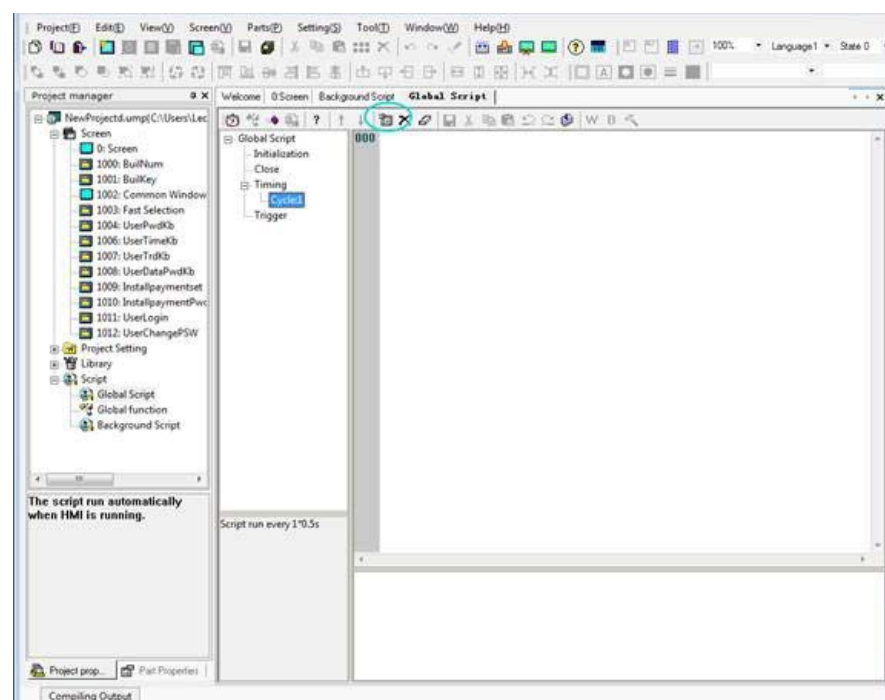 Project(F) Edit(E) View(V) Screen(V) Parts(P) Setting(S) Tool(T) Window(W) Help(H)
100% Language1 State 0
Project manager
Welcome 0:Screen Background Script Global Script
NewProjectd.ump(C:\Users\Lec
Screen
0: Screen
1000: BuilNum
1001: BuilKey
1002: Common Window
1003: Fast Selection
1004: UserPwdKb
1006: UserTimeKb
1007: UserTrdKb
1008: UserDataPwdKb
1009: Installpaymentset
1010: InstallpaymentPwd
1011: UserLogin
1012: UserChangePSW
Project Setting
Library
Script
Global Script
Global function
Background Script
Global Script
Initialization
Close
Timing
Cycle:1
Trigger
000
W B
The script run automatically
when HMI is running.
Script run every 1*0.5s
Project prop...
Part Properties
Compiling Output